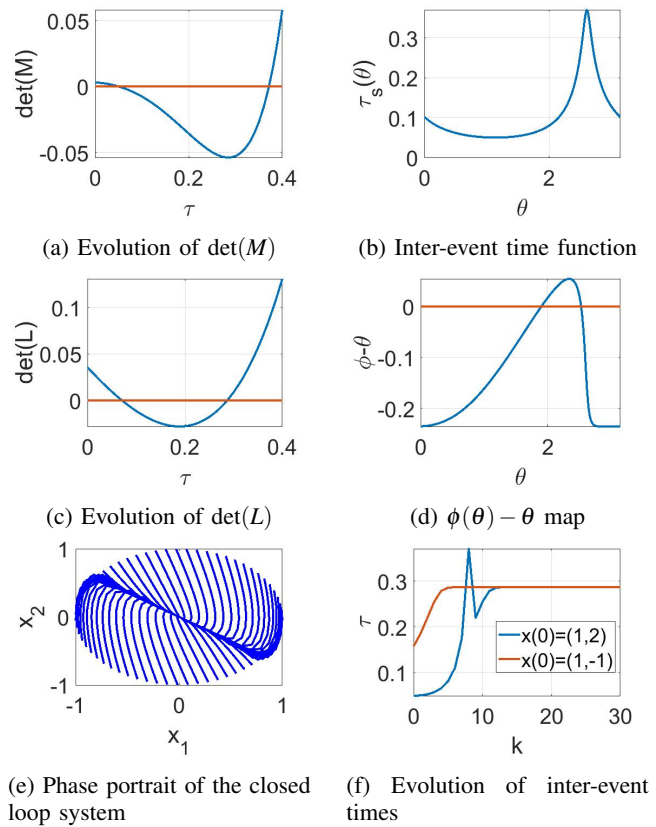 0.05
0
-0.05
det(M)
0 0.2 0.4
τ
(a) Evolution of det(M)
0.3
0.2
0.1
0
τ_s(θ)
0 2
θ
(b) Inter-event time function
0.1
0.05
0
det(L)
0 0.2 0.4
τ
(c) Evolution of det(L)
0
-0.1
-0.2
ϕ-θ
0 2
θ
(d) ϕ(θ) − θ map
1
0
-1
x_2
-1 0 1
x_1
(e) Phase portrait of the closed
loop system
0.3
0.2
0.1
τ
x(0)=(1,2)
x(0)=(1,-1)
0 10 20 30
k
(f) Evolution of inter-event
times